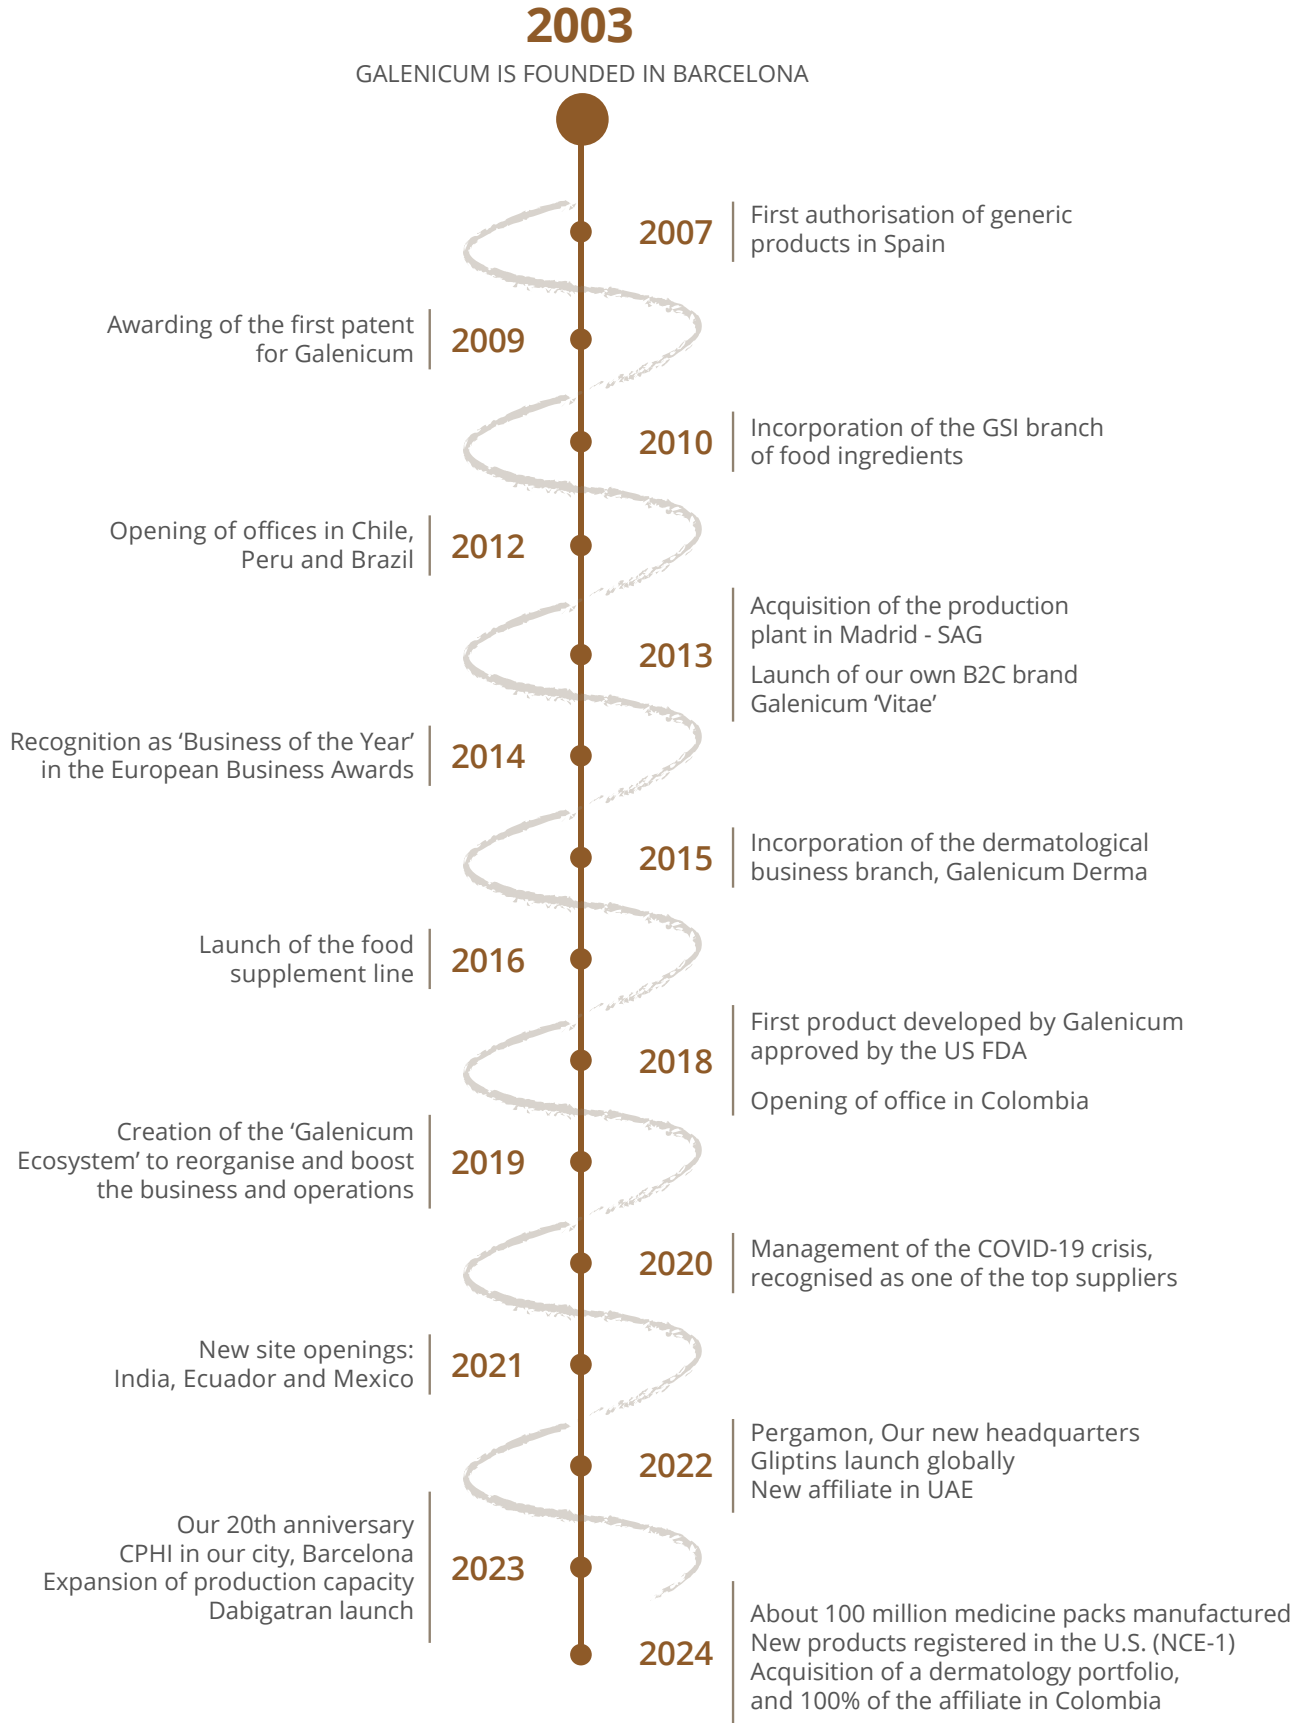 2003
GALENICUM IS FOUNDED IN BARCELONA
2007
First authorisation of generic
products in Spain
Awarding of the first patent
for Galenicum
2009
2010
Incorporation of the GSI branch
of food ingredients
Opening of offices in Chile,
Peru and Brazil
2012
2013
Acquisition of the production
plant in Madrid - SAG
Launch of our own B2C brand
Galenicum ‘Vitae’
Recognition as ‘Business of the Year’
in the European Business Awards
2014
2015
Incorporation of the dermatological
business branch, Galenicum Derma
Launch of the food
supplement line
2016
2018
First product developed by Galenicum
approved by the US FDA
Opening of office in Colombia
Creation of the ‘Galenicum
Ecosystem’ to reorganise and boost
the business and operations
2019
2020
Management of the COVID-19 crisis,
recognised as one of the top suppliers
New site openings:
India, Ecuador and Mexico
2021
2022
Pergamon, Our new headquarters
Gliptins launch globally
New affiliate in UAE
Our 20th anniversary
CPHI in our city, Barcelona
Expansion of production capacity
Dabigatran launch
2023
2024
About 100 million medicine packs manufactured
New products registered in the U.S. (NCE-1)
Acquisition of a dermatology portfolio,
and 100% of the affiliate in Colombia